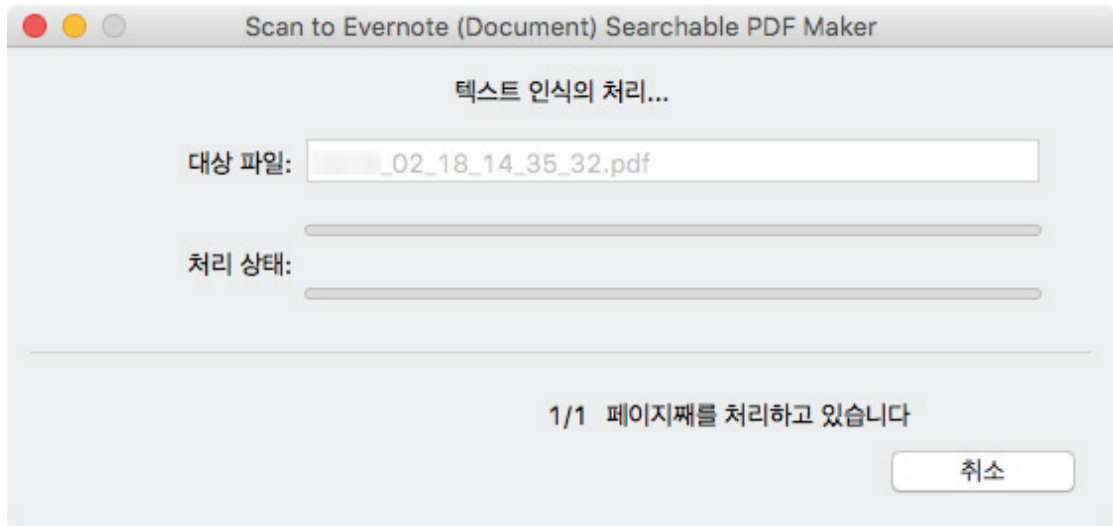 Scan to Evernote (Document) Searchable PDF Maker
텍스트 인식의 처리...
대상 파일: _02_18_14_35_32.pdf
처리 상태:
1/1 페이지째를 처리하고 있습니다
취소